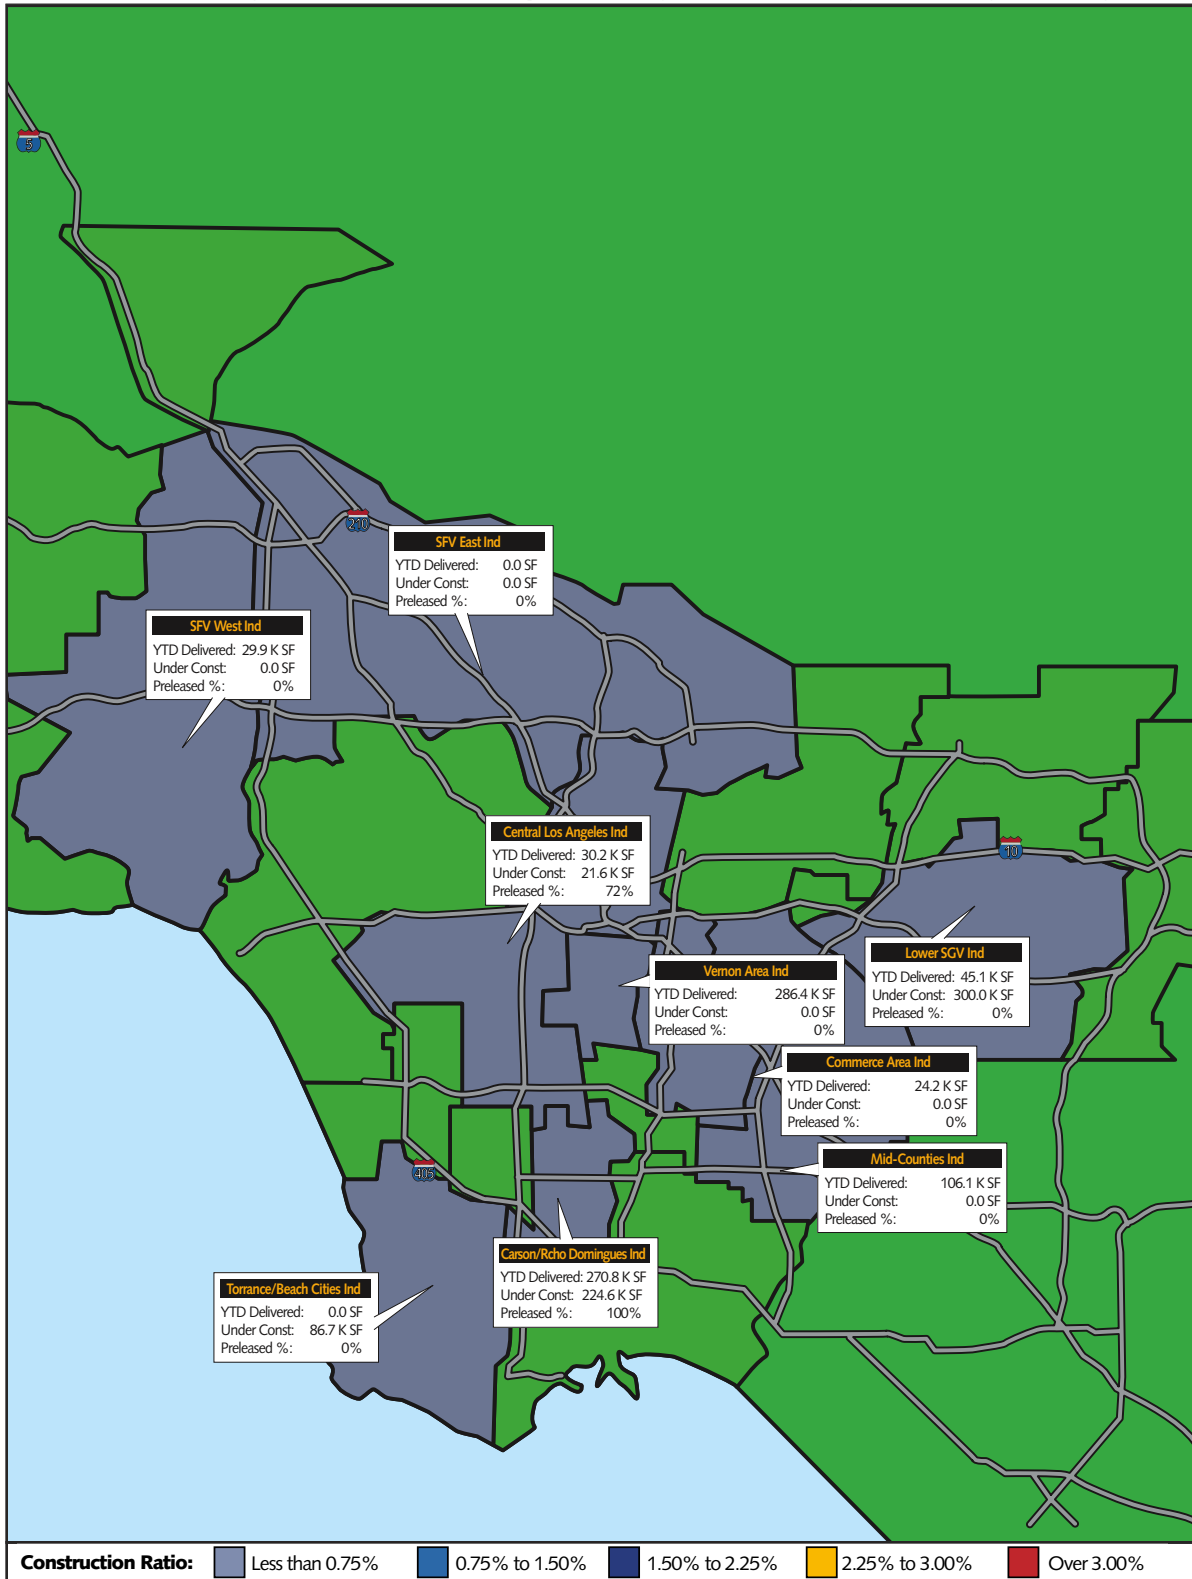 5
210
SFV East Ind
YTD Delivered: 0.0 SF
Under Const: 0.0 SF
Preleased %: 0%
SFV West Ind
YTD Delivered: 29.9 K SF
Under Const: 0.0 SF
Preleased %: 0%
Central Los Angeles Ind
YTD Delivered: 30.2 K SF
Under Const: 21.6 K SF
Preleased %: 72%
10
Lower SGV Ind
YTD Delivered: 45.1 K SF
Under Const: 300.0 K SF
Preleased %: 0%
Vernon Area Ind
YTD Delivered: 286.4 K SF
Under Const: 0.0 SF
Preleased %: 0%
Commerce Area Ind
YTD Delivered: 24.2 K SF
Under Const: 0.0 SF
Preleased %: 0%
Mid-Counties Ind
YTD Delivered: 106.1 K SF
Under Const: 0.0 SF
Preleased %: 0%
405
Carson/Rcho Domingues Ind
YTD Delivered: 270.8 K SF
Under Const: 224.6 K SF
Preleased %: 100%
Torrance/Beach Cities Ind
YTD Delivered: 0.0 SF
Under Const: 86.7 K SF
Preleased %: 0%
Construction Ratio: Less than 0.75% 0.75% to 1.50% 1.50% to 2.25% 2.25% to 3.00% Over 3.00%